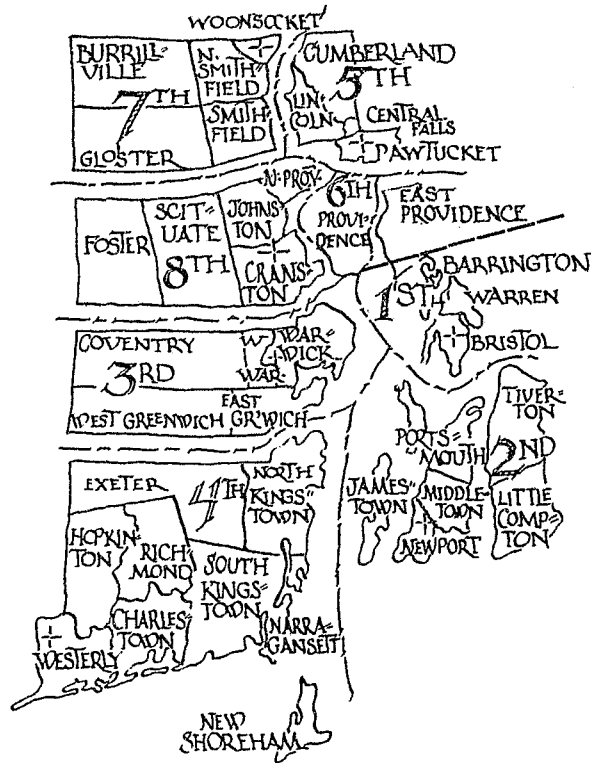 WOONSOCKET
BURRILL=
VILLE
N.
SMITH
FIELD
CUMBERLAND
5TH
LIN=
COLN
7TH
SMITH
FIELD
CENTRAL
FALLS
GLOSTER
PAWTUCKET
N. PROV.
6TH
PROVI=
DENCE
EAST
PROVIDENCE
FOSTER
SCIT=
UATE
8TH
JOHNS
TON
CRANS=
TON
1ST
BARRINGTON
WARREN
BRISTOL
COVENTRY
3RD
W.
WAR.
WAR=
WICK
WEST GREENWICH
EAST
GR'WICH
TIVER=
TON
PORTS=
MOUTH
2ND
EXETER
4TH
NORTH
KINGS=
TOWN
JAMES=
TOWN
MIDDLE=
TOWN
NEWPORT
LITTLE
COMP=
TON
HOPKIN=
TON
RICH=
MOND
SOUTH
KINGS=
TOWN
CHARLES=
TOWN
NARRA=
GANSETT
WESTERLY
NEW
SHOREHAM